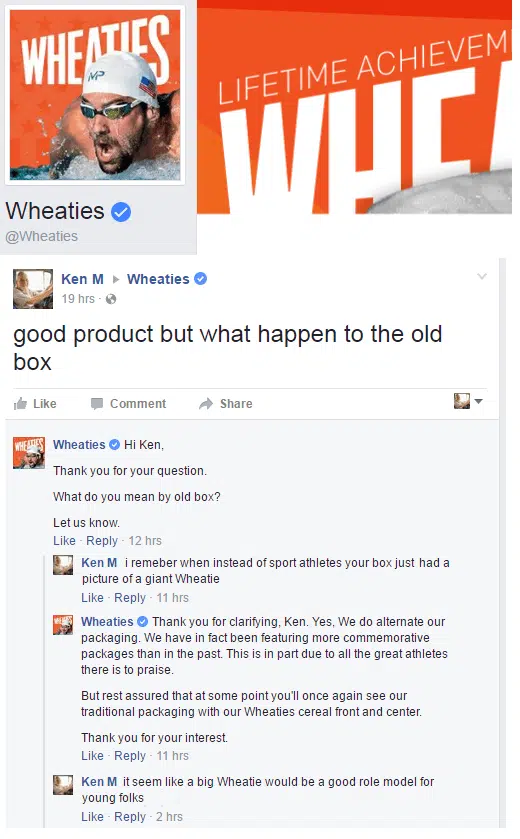 WHEATIES
MP
LIFETIME ACHIEVEM
WHEA
Wheaties
@Wheaties
Ken M ▸ Wheaties
19 hrs ·
good product but what happen to the old
box
Like Comment Share
WHEATIES
Wheaties Hi Ken,
Thank you for your question.
What do you mean by old box?
Let us know.
Like · Reply · 12 hrs
Ken M i remeber when instead of sport athletes your box just had a
picture of a giant Wheatie
Like · Reply · 11 hrs
Wheaties Thank you for clarifying, Ken. Yes, We do alternate our
packaging. We have in fact been featuring more commemorative
packages than in the past. This is in part due to all the great athletes
there is to praise.
But rest assured that at some point you'll once again see our
traditional packaging with our Wheaties cereal front and center.
Thank you for your interest.
Like · Reply · 11 hrs
Ken M it seem like a big Wheatie would be a good role model for
young folks
Like · Reply · 2 hrs